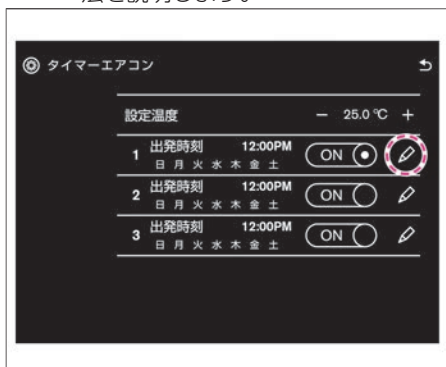 法を説明します。
タイマーエアコン
設定温度 － 25.0 ℃ ＋
1 出発時刻 12:00PM ON
日 月 火 水 木 金 土
2 出発時刻 12:00PM ON
日 月 火 水 木 金 土
3 出発時刻 12:00PM ON
日 月 火 水 木 金 土